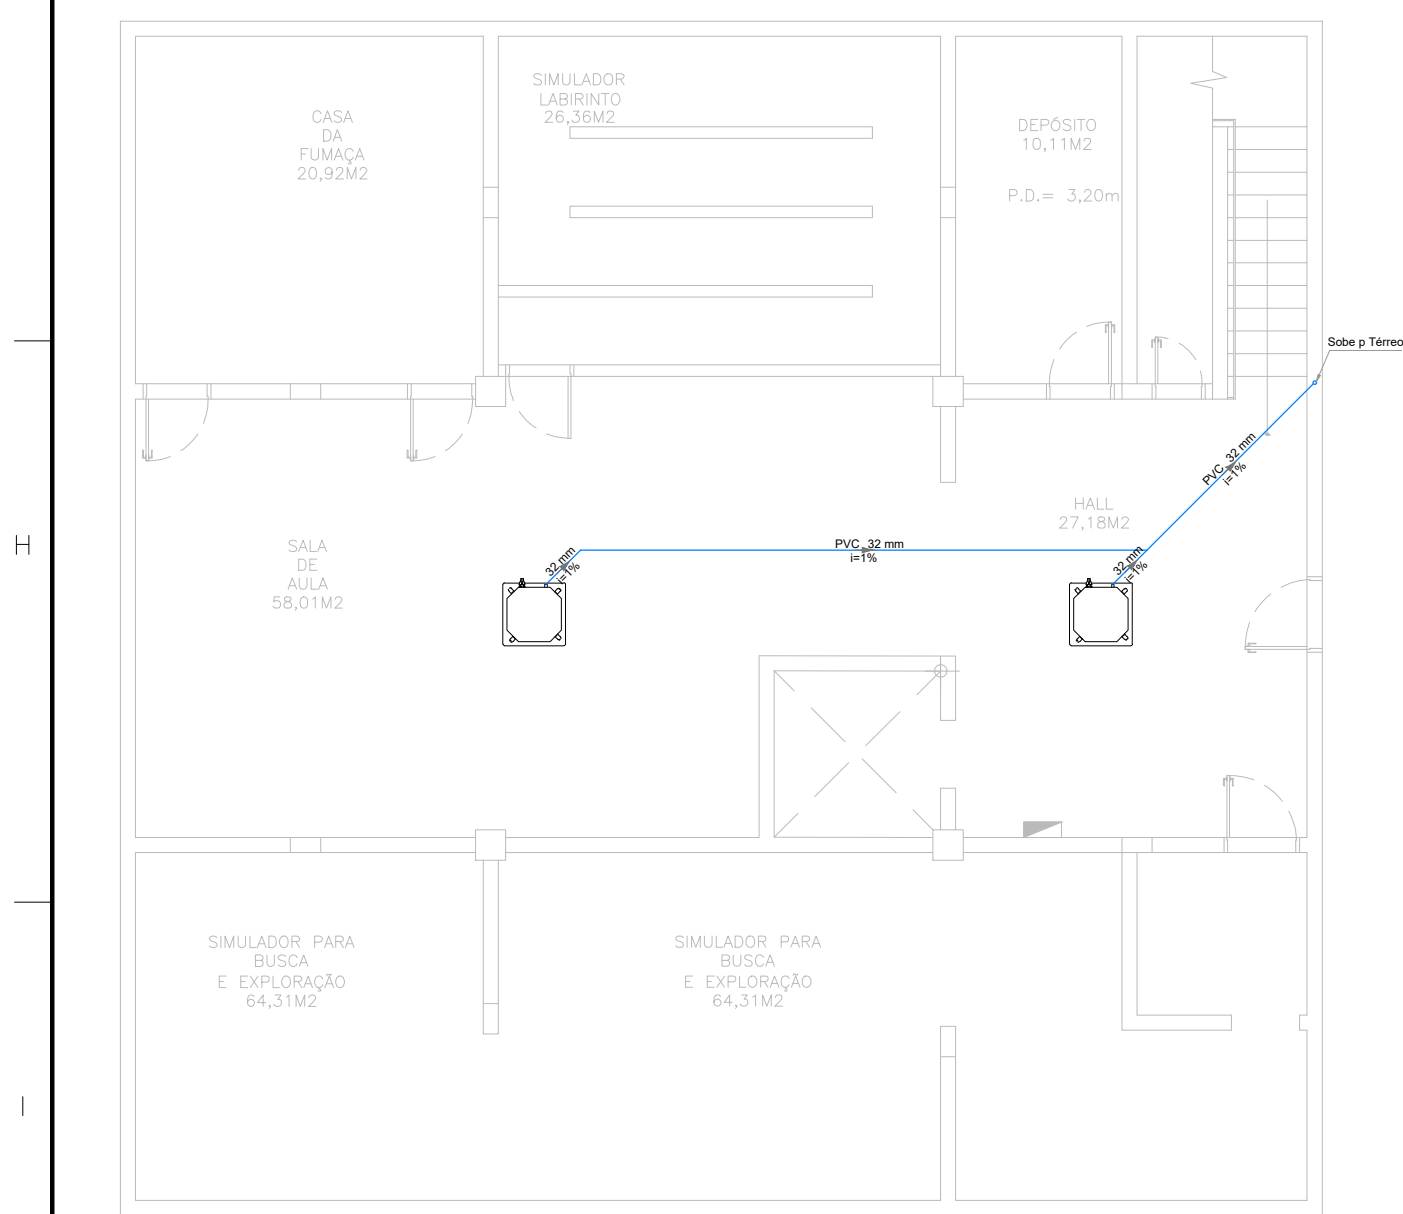 CASA
DA
FUMAÇA
20,92M2
SIMULADOR
LABIRINTO
26,36M2
DEPÓSITO
10,11M2
P.D.= 3,20m
Sobe p Térreo
PVC 32 mm
i=1%
HALL
27,18M2
PVC 32 mm
i=1%
32 mm
i=1%
32 mm
i=1%
H
SALA
DE
AULA
58,01M2
SIMULADOR PARA
BUSCA
E EXPLORAÇÃO
64,31M2
SIMULADOR PARA
BUSCA
E EXPLORAÇÃO
64,31M2
I